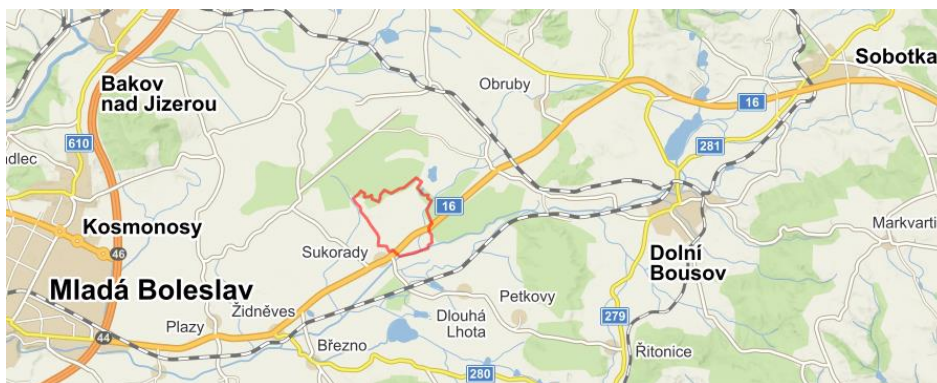 Sobotka
Bakov
nad Jizerou
Obruby
16
610
281
dlec
16
Kosmonosy
Markvarti
46
Sukorady
Dolní
Bousov
Mladá Boleslav
Petkovy
Židněves
Dlouhá
Lhota
279
Plazy
44
Březno
Řitonice
280